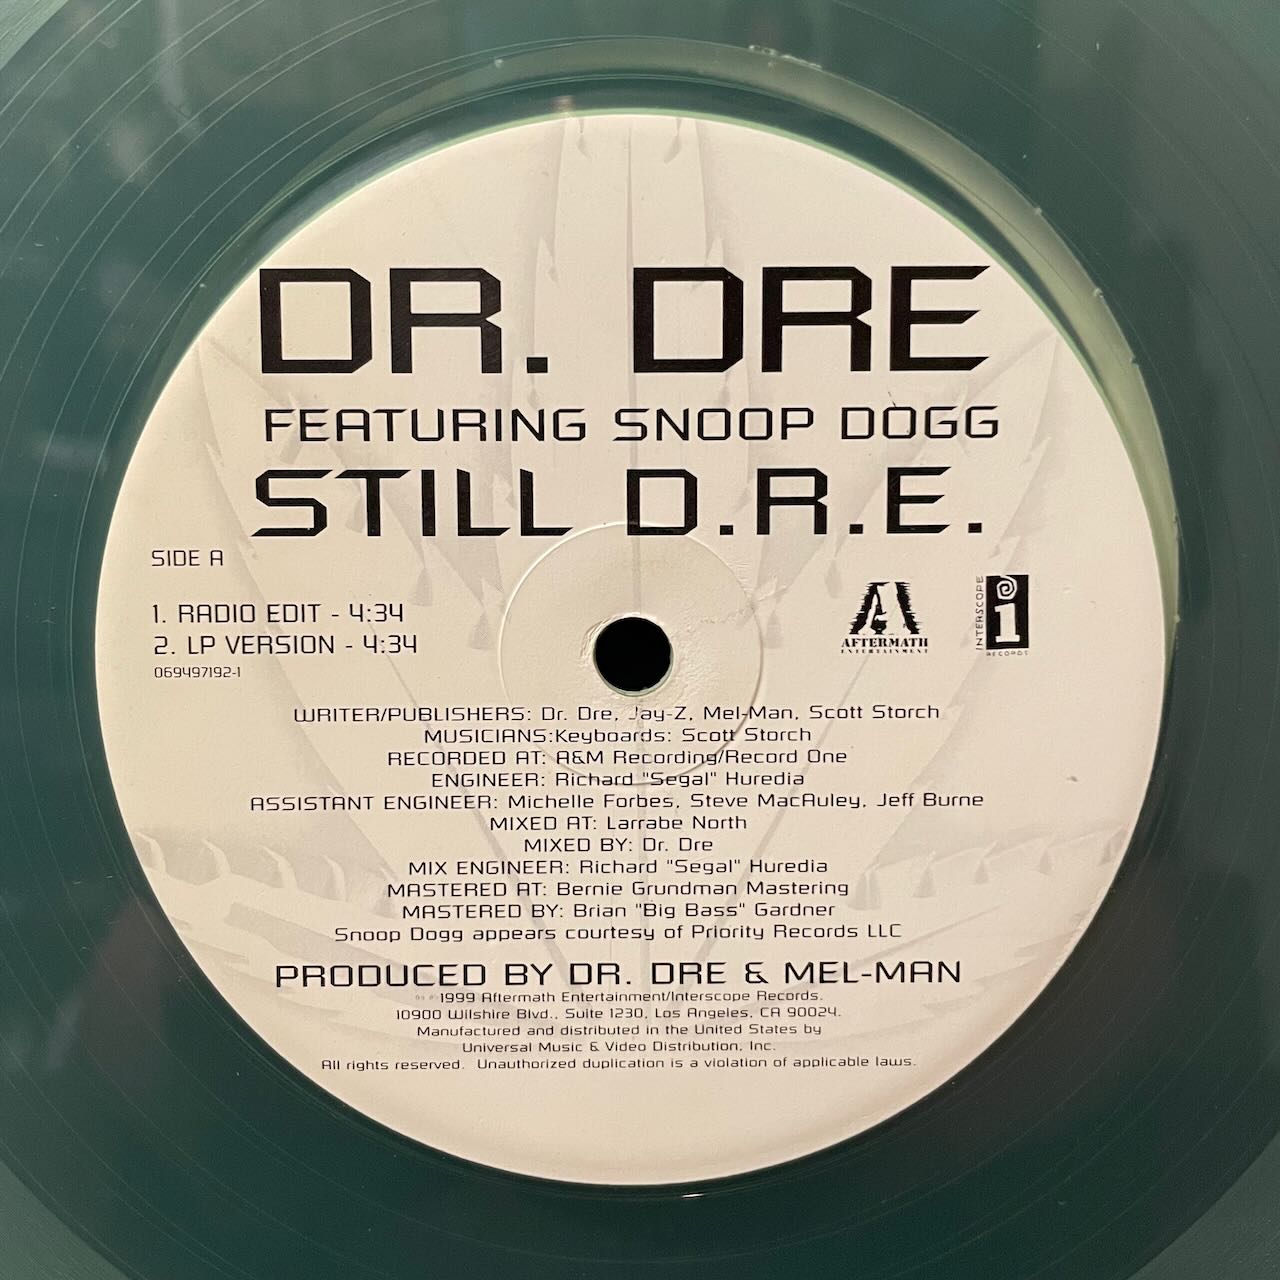 DR. DRE
FEATURING SNOOP DOGG
STILL D.R.E.
SIDE A
1. RADIO EDIT - 4:34
2. LP VERSION - 4:34
069497192-1
AFTERMATH
ENTERTAINMENT
INTERSCOPE
i
RECORDS
WRITER/PUBLISHERS: Dr. Dre, Jay-Z, Mel-Man, Scott Storch
MUSICIANS:Keyboards: Scott Storch
RECORDED AT: A&M Recording/Record One
ENGINEER: Richard "Segal" Huredia
ASSISTANT ENGINEER: Michelle Forbes, Steve MacAuley, Jeff Burne
MIXED AT: Larrabe North
MIXED BY: Dr. Dre
MIX ENGINEER: Richard "Segal" Huredia
MASTERED AT: Bernie Grundman Mastering
MASTERED BY: Brian "Big Bass" Gardner
Snoop Dogg appears courtesy of Priority Records LLC
PRODUCED BY DR. DRE & MEL-MAN
1999 Aftermath Entertainment/Interscope Records.
10900 Wilshire Blvd., Suite 1230, Los Angeles, CA 90024.
Manufactured and distributed in the United States by
Universal Music & Video Distribution, Inc.
All rights reserved. Unauthorized duplication is a violation of applicable laws.